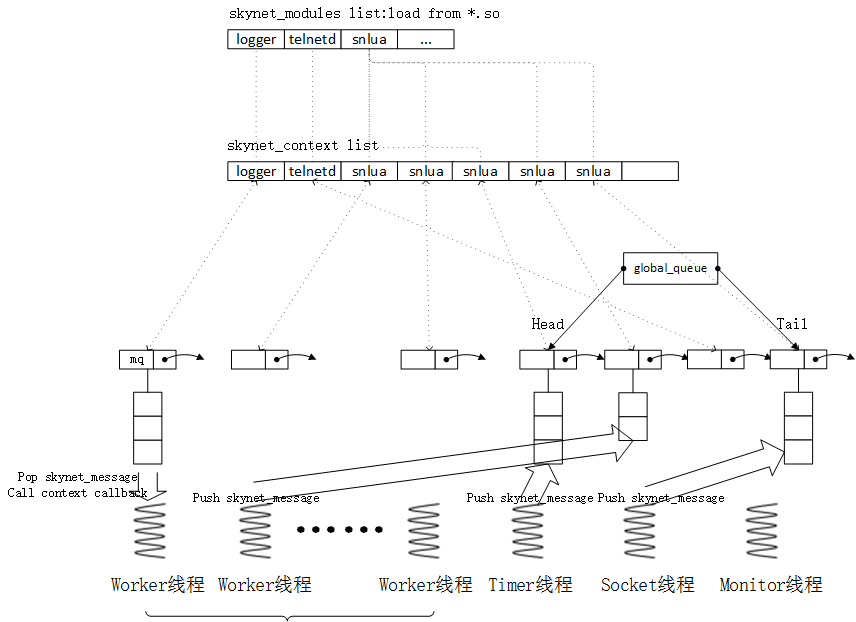 skynet_modules list:load from *.so
logger telnetd snlua ...
skynet_context list
logger telnetd snlua snlua snlua snlua snlua
global_queue
Head Tail
mq
Pop skynet_message
Call context callback
Push skynet_message Push skynet_message Push skynet_message
Worker线程 Worker线程 Worker线程 Timer线程 Socket线程 Monitor线程